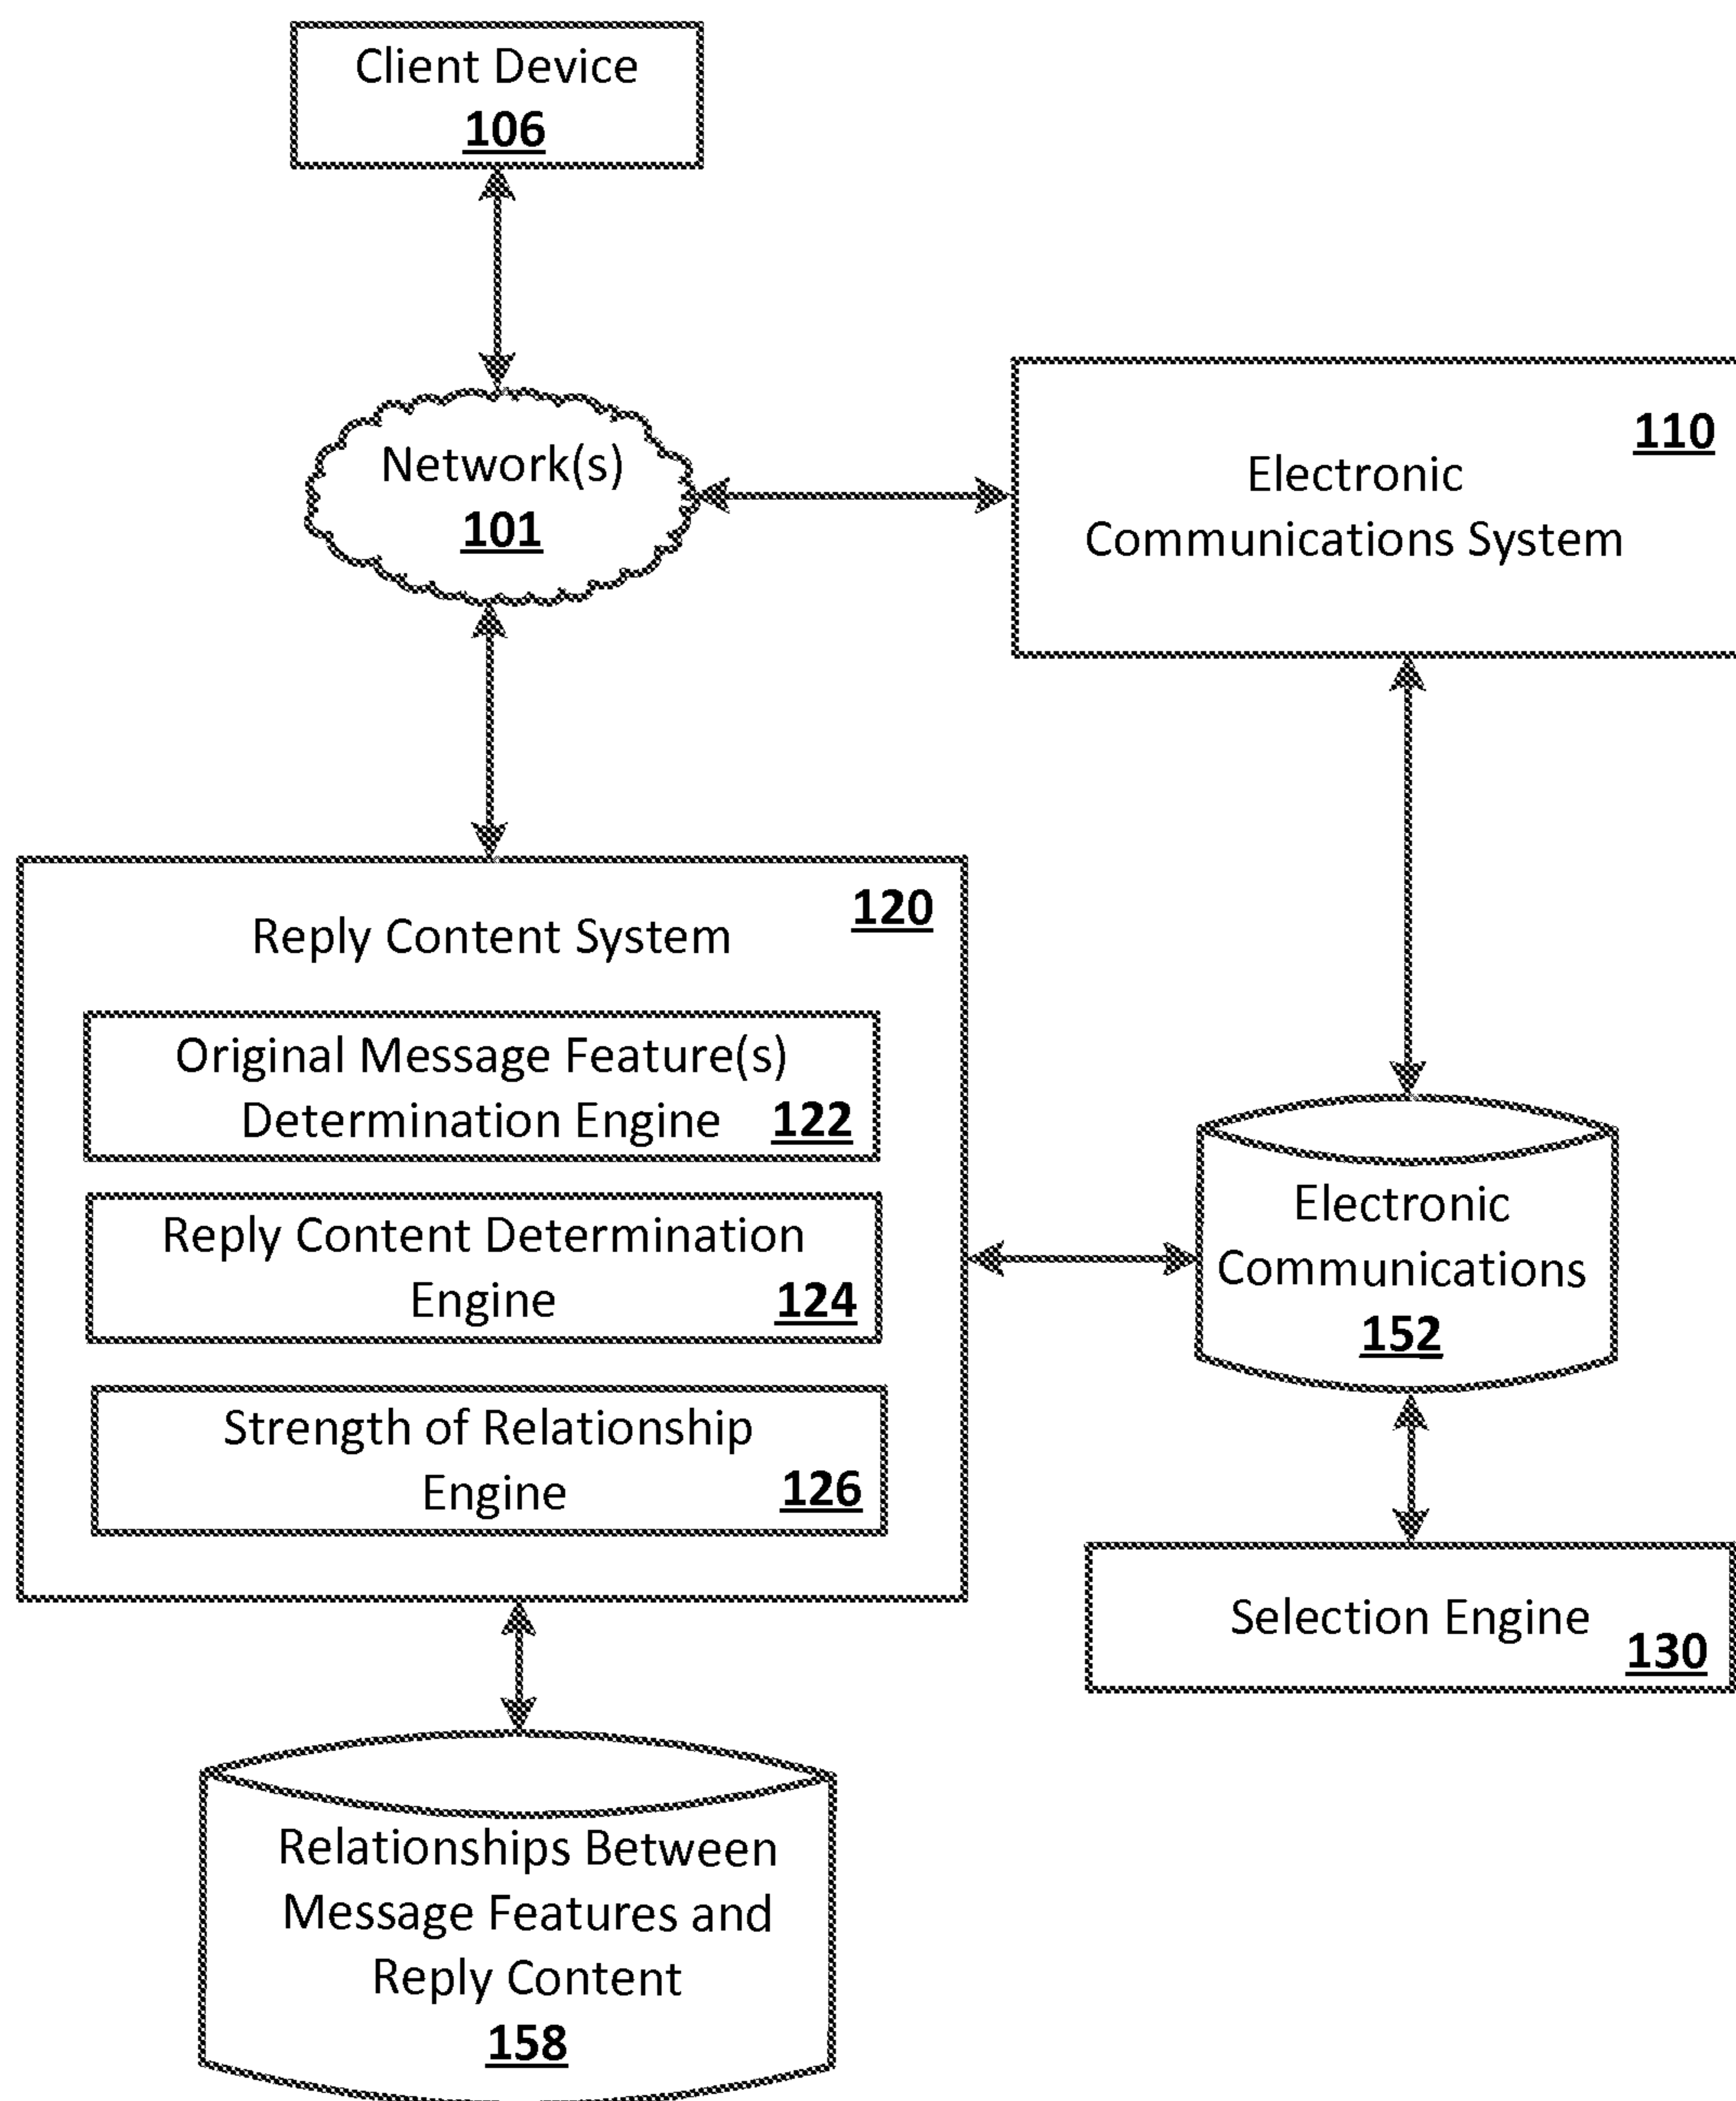 Client Device
106
Network(s)
101
110
Electronic
Communications System
120
Reply Content System
Original Message Feature(s)
Determination Engine 122
Reply Content Determination
Engine 124
Strength of Relationship
Engine 126
Electronic
Communications
152
Selection Engine
130
Relationships Between
Message Features and
Reply Content
158